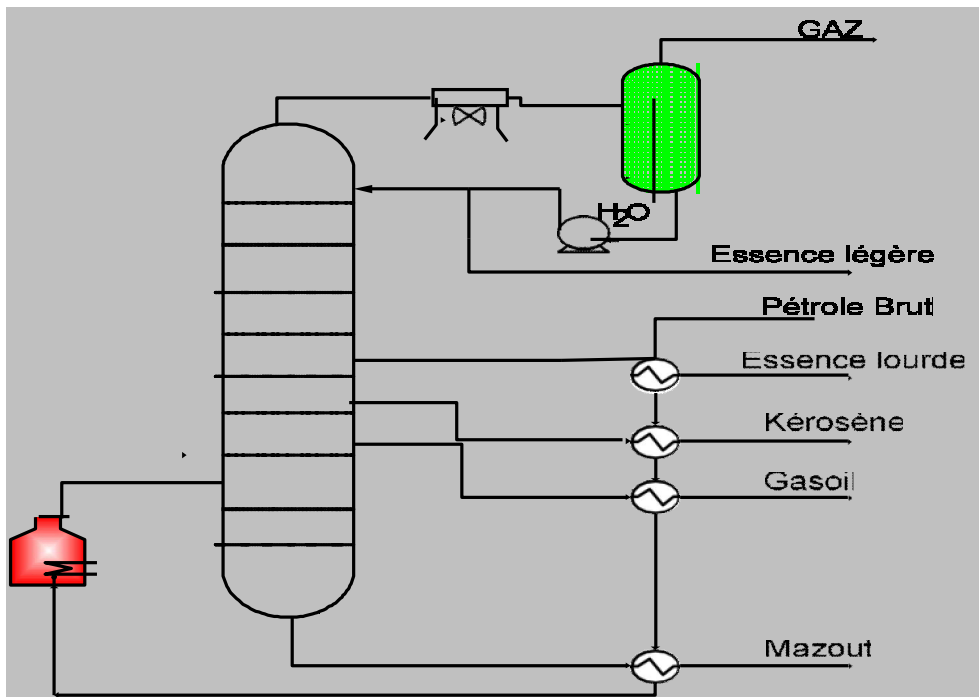 GAZ
H2O
Essence légère
Pétrole Brut
Essence lourde
Kérosène
Gasoil
Mazout